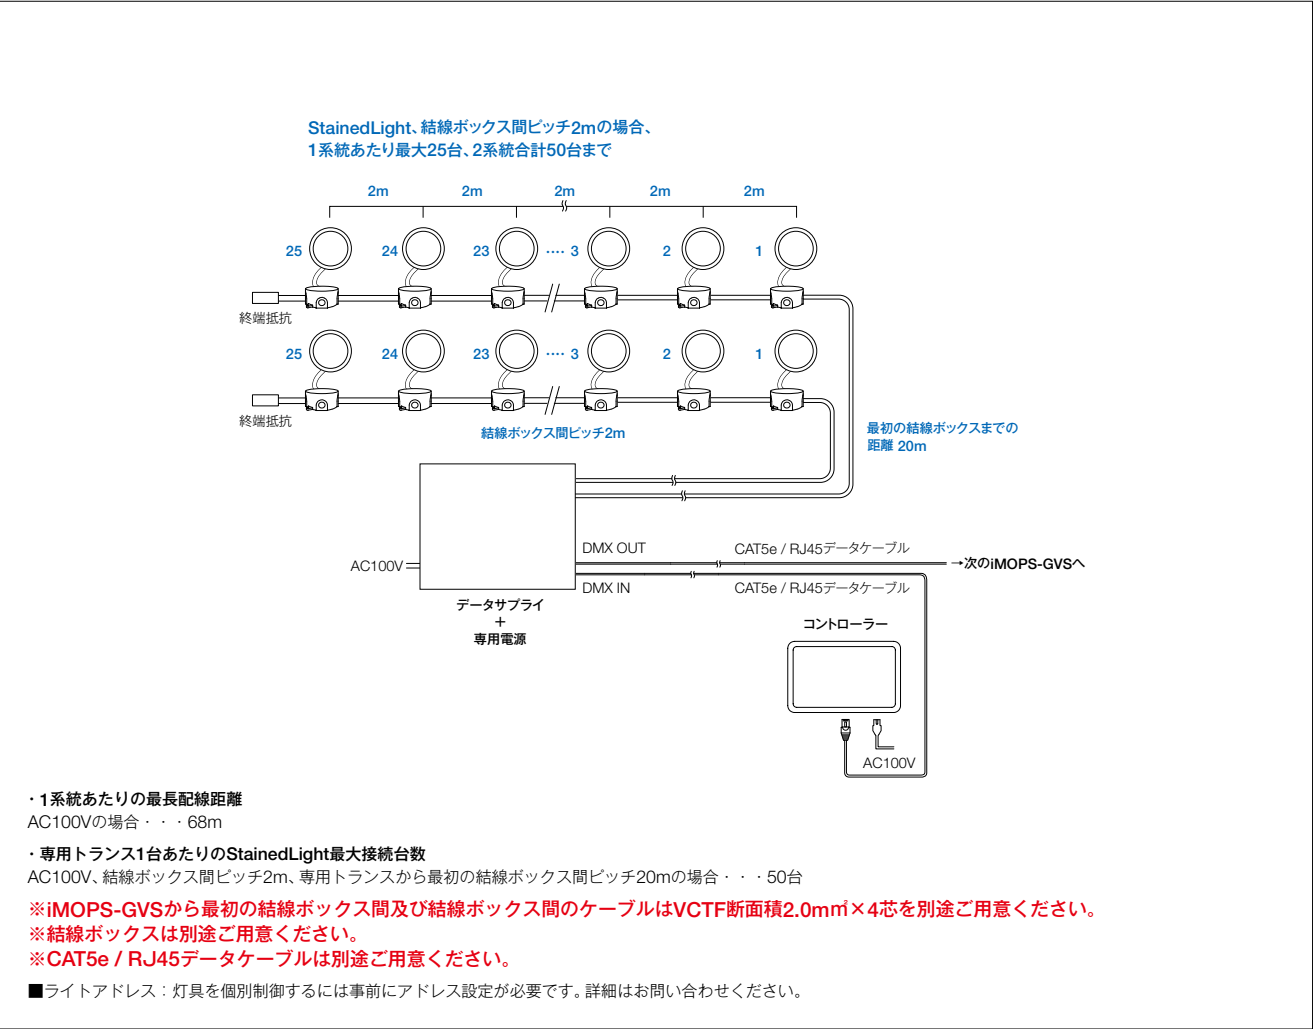 StainedLight、結線ボックス間ピッチ2mの場合、
1系統あたり最大25台、2系統合計50台まで
2m 2m 2m 2m 2m
25 24 23 ···· 3 2 1
終端抵抗
25 24 23 ···· 3 2 1
終端抵抗
結線ボックス間ピッチ2m
最初の結線ボックスまでの
距離 20m
DMX OUT CAT5e / RJ45データケーブル
AC100V
→次のiMOPS-GVSへ
DMX IN CAT5e / RJ45データケーブル
データサプライ
＋
専用電源
コントローラー
AC100V
・1系統あたりの最長配線距離
AC100Vの場合・・・68m
・専用トランス1台あたりのStainedLight最大接続台数
AC100V、結線ボックス間ピッチ2m、専用トランスから最初の結線ボックス間ピッチ20mの場合・・・50台
※iMOPS-GVSから最初の結線ボックス間及び結線ボックス間のケーブルはVCTF断面積2.0m㎡×4芯を別途ご用意ください。
※結線ボックスは別途ご用意ください。
※CAT5e / RJ45データケーブルは別途ご用意ください。
■ライトアドレス：灯具を個別制御するには事前にアドレス設定が必要です。詳細はお問い合わせください。